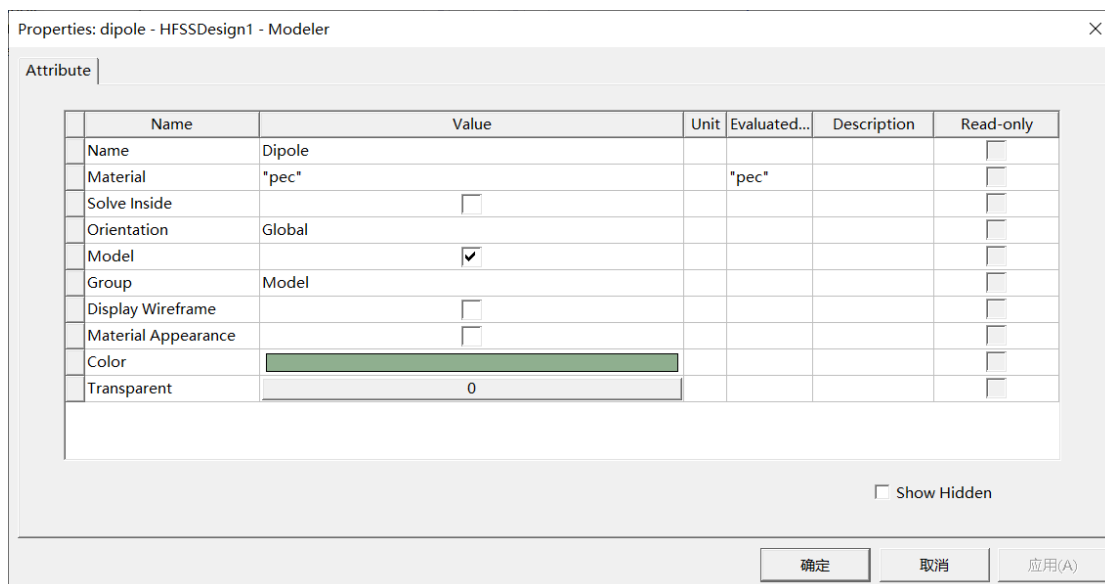 Properties: dipole - HFSSDesign1 - Modeler
Attribute
Name Value Unit Evaluated... Description Read-only
Name Dipole
Material "pec" "pec"
Solve Inside
Orientation Global
Model
Group Model
Display Wireframe
Material Appearance
Color
Transparent 0
Show Hidden
确定 取消 应用(A)